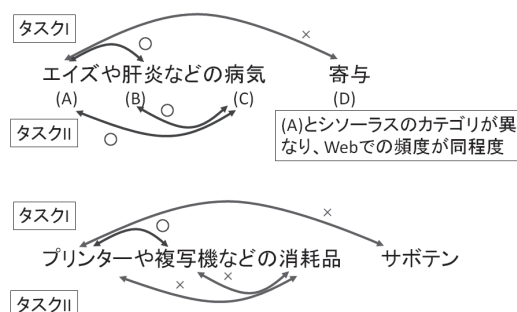 タスクI
×
○
エイズや肝炎などの病気 寄与
(A) (B) (C) (D)
○
タスクII
○
(A)とシソーラスのカテゴリが異
なり、Webでの頻度が同程度
タスクI
×
○
プリンターや複写機などの消耗品 サボテン
×
×
タスクII